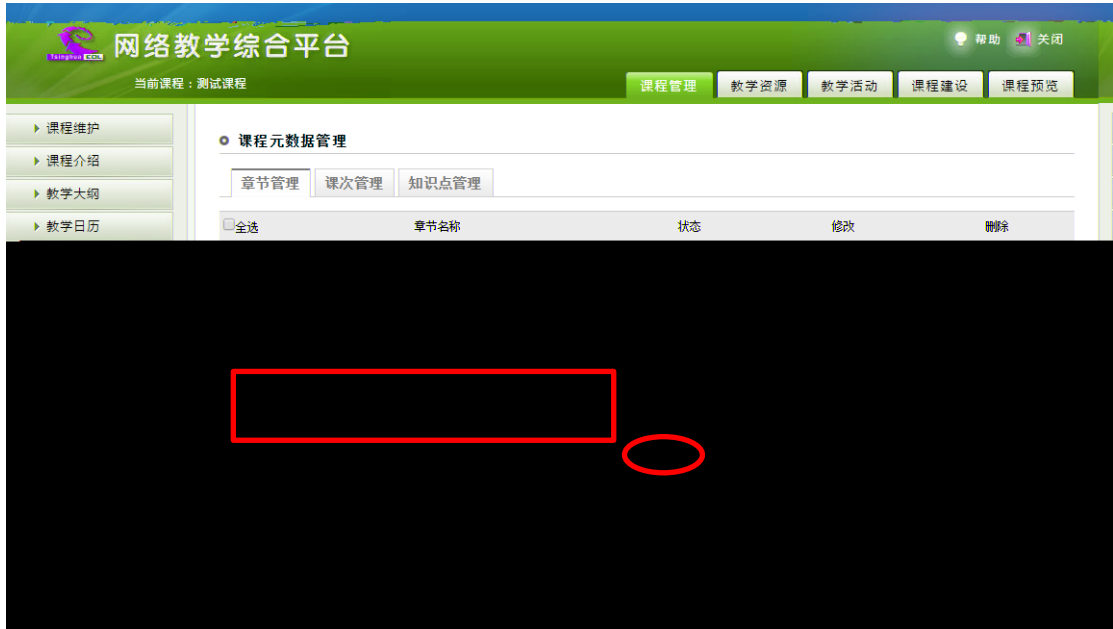 网络教学综合平台
Tsinghua COL
帮助 关闭
当前课程：测试课程
课程管理 教学资源 教学活动 课程建设 课程预览
课程维护
课程介绍
教学大纲
教学日历
课程元数据管理
章节管理 课次管理 知识点管理
全选 章节名称 状态 修改 删除